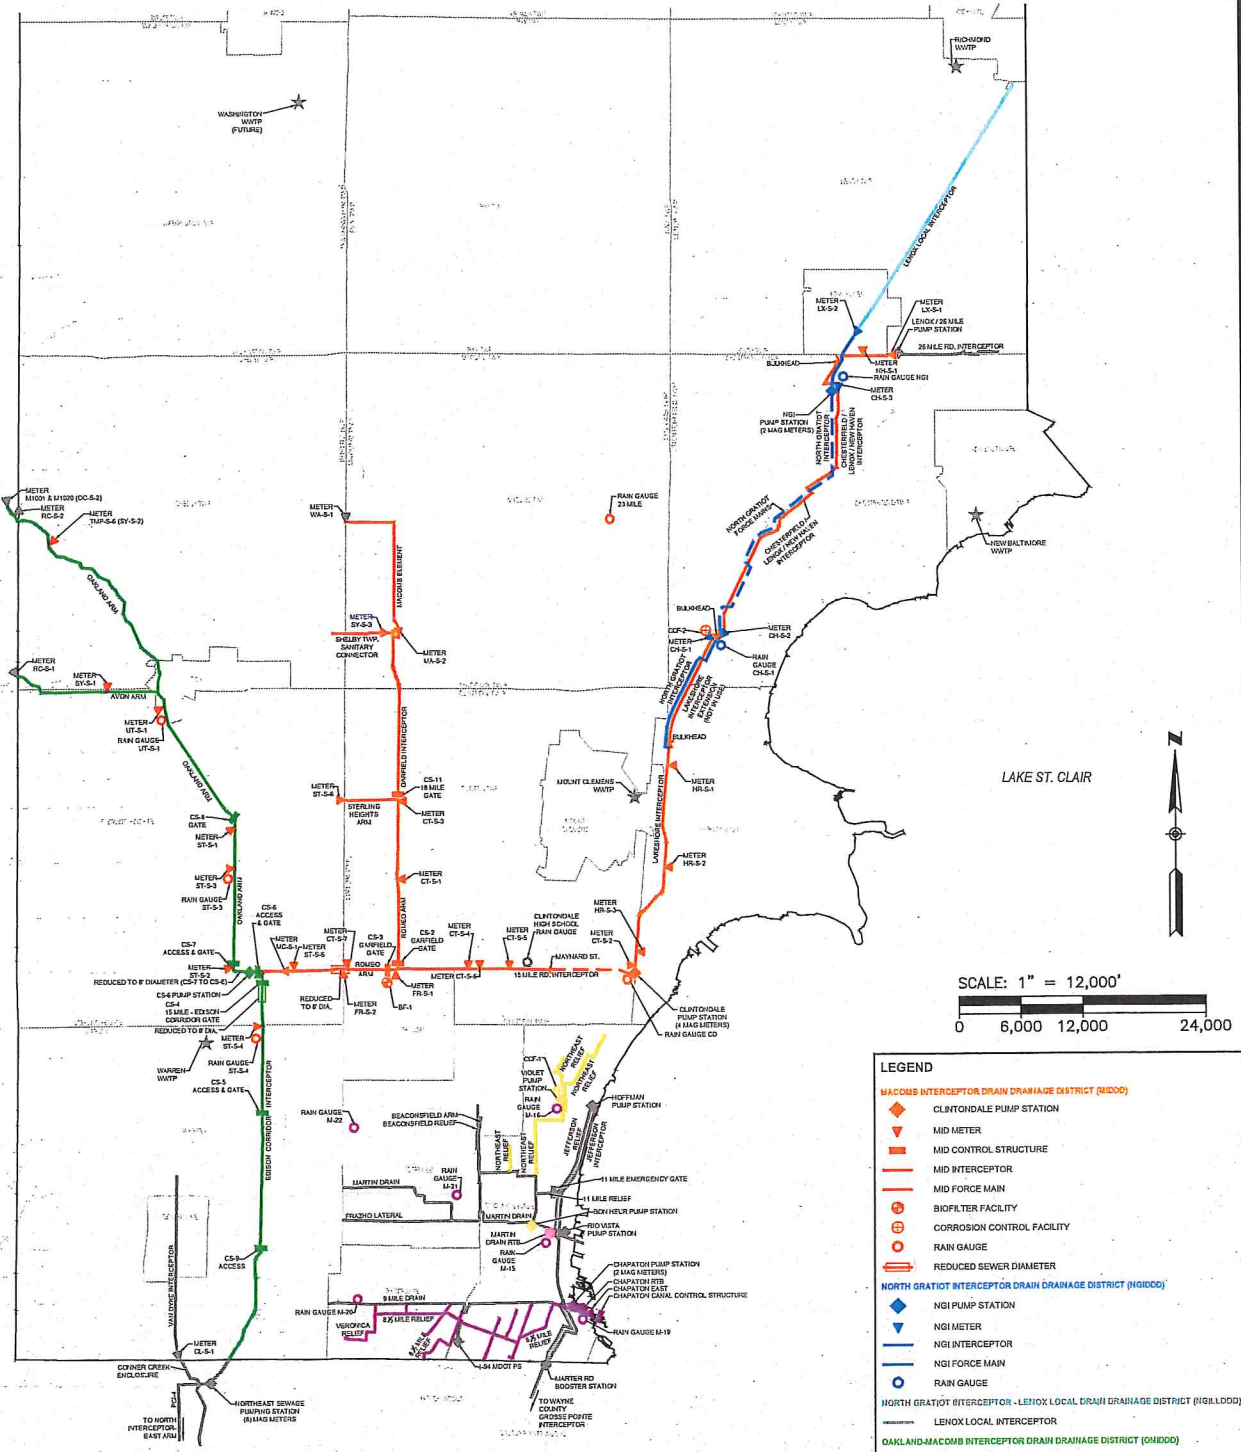 RICHMOND
WWTP
WASHINGTON
WWTP
(FUTURE)
LENOX LOCAL INTERCEPTOR
METER
LX-S-2
METER
LX-S-1
LENOX / 26 MILE
PUMP STATION
26 MILE RD. INTERCEPTOR
BULKHEAD
METER
NH-S-1
RAIN GAUGE NGI
METER
CH-S-3
NGI
PUMP STATION
(2 MAG METERS)
NORTH GRATIOT
INTERCEPTOR
CHESTERFIELD /
LENOX / NEW HAVEN
INTERCEPTOR
METER
M1001 & M1020 (OC-S-2)
METER
RC-S-2
METER
TMP-S-6 (SY-S-2)
METER
WA-S-1
RAIN GAUGE
23 MILE
NORTH GRATIOT
FORCE MAINS
CHESTERFIELD /
LENOX / NEW HAVEN
INTERCEPTOR
NEW BALTIMORE
WWTP
OAKLAND ARM
MACOMB ELEMENT
METER
SY-S-3
SHELBY TWP.
SANITARY
CONNECTOR
METER
MA-S-2
BULKHEAD
CCF-2
METER
CH-S-1
METER
CH-S-2
RAIN
GAUGE
CH-S-1
METER
RC-S-1
METER
SY-S-1
AVON ARM
METER
UT-S-1
RAIN GAUGE
UT-S-1
NORTH GRATIOT
INTERCEPTOR
LAKESHORE
INTERCEPTOR
EXTENSION
(NOT IN USE)
BULKHEAD
GARFIELD INTERCEPTOR
OAKLAND ARM
MOUNT CLEMENS
WWTP
METER
HR-S-1
LAKE ST. CLAIR
METER
ST-S-6
STERLING
HEIGHTS
ARM
CS-11
18 MILE
GATE
METER
CT-S-3
CS-8
GATE
METER
ST-S-1
LAKESHORE INTERCEPTOR
METER
HR-S-2
METER
ST-S-3
RAIN GAUGE
ST-S-3
OAKLAND ARM
METER
CT-S-1
ROMEO ARM
CS-6
ACCESS
& GATE
CS-7
ACCESS & GATE
METER
MC-S-1
METER
ST-S-5
METER
CT-S-7
CS-3
GARFIELD
GATE
CS-2
GARFIELD
GATE
METER
CT-S-4
METER
CT-S-5
CLINTONDALE
HIGH SCHOOL
RAIN GAUGE
METER
HR-S-3
METER
CT-S-2
MAYNARD ST.
METER
ST-S-2
REDUCED TO 8' DIAMETER (CS-7 TO CS-6)
CS-6 PUMP STATION
CS-4
15 MILE - EDISON
CORRIDOR GATE
REDUCED TO 8' DIA.
ROMEO
ARM
METER CT-S-6
15 MILE RD. INTERCEPTOR
REDUCED
TO 8' DIA.
METER
FR-S-2
BF-1
METER
FR-S-1
CLINTONDALE
PUMP STATION
(4 MAG METERS)
RAIN GAUGE CD
METER
ST-S-4
RAIN GAUGE
ST-S-4
WARREN
WWTP
CS-5
ACCESS & GATE
EDISON CORRIDOR INTERCEPTOR
RAIN GAUGE
M-22
BEACONSFIELD ARM
BEACONSFIELD RELIEF
CCF-1
VIOLET
PUMP
STATION
RAIN
GAUGE
M-16
NORTHEAST
RELIEF
NORTHEAST
RELIEF
HOFFMAN
PUMP STATION
NORTHEAST
RELIEF
NORTHEAST
RELIEF
JEFFERSON
RELIEF
JEFFERSON
INTERCEPTOR
RAIN
GAUGE
M-21
MARTIN DRAIN
FRAZHO LATERAL
MARTIN DRAIN
11 MILE EMERGENCY GATE
11 MILE RELIEF
BON HEUR PUMP STATION
RIO VISTA
PUMP STATION
MARTIN
DRAIN RTB
RAIN
GAUGE
M-15
CS-9
ACCESS
VAN DYKE INTERCEPTOR
CHAPATON PUMP STATION
(2 MAG METERS)
CHAPATON RTB
CHAPATON EAST
CHAPATON CANAL CONTROL STRUCTURE
9 MILE DRAIN
RAIN GAUGE M-20
8 ½ MILE RELIEF
VERONICA
RELIEF
8 ½ MILE
RELIEF
8 ½ MILE
RELIEF
RAIN GAUGE M-19
METER
CL-S-1
I-94 MDOT PS
CONNER CREEK
ENCLOSURE
MARTER RD
BOOSTER STATION
NORTHEAST SEWAGE
PUMPING STATION
(6) MAG METERS
PCI-4
TO NORTH
INTERCEPTOR-
EAST ARM
TO WAYNE
COUNTY
GROSSE POINTE
INTERCEPTOR
N
SCALE: 1" = 12,000'
0 6,000 12,000 24,000
LEGEND
MACOMB INTERCEPTOR DRAIN DRAINAGE DISTRICT (MIDDD)
CLINTONDALE PUMP STATION
MID METER
MID CONTROL STRUCTURE
MID INTERCEPTOR
MID FORCE MAIN
BIOFILTER FACILITY
CORROSION CONTROL FACILITY
RAIN GAUGE
REDUCED SEWER DIAMETER
NORTH GRATIOT INTERCEPTOR DRAIN DRAINAGE DISTRICT (NGIDDD)
NGI PUMP STATION
NGI METER
NGI INTERCEPTOR
NGI FORCE MAIN
RAIN GAUGE
NORTH GRATIOT INTERCEPTOR - LENOX LOCAL DRAIN DRAINAGE DISTRICT (NGILLDDD)
LENOX LOCAL INTERCEPTOR
OAKLAND-MACOMB INTERCEPTOR DRAIN DRAINAGE DISTRICT (OMIDDD)